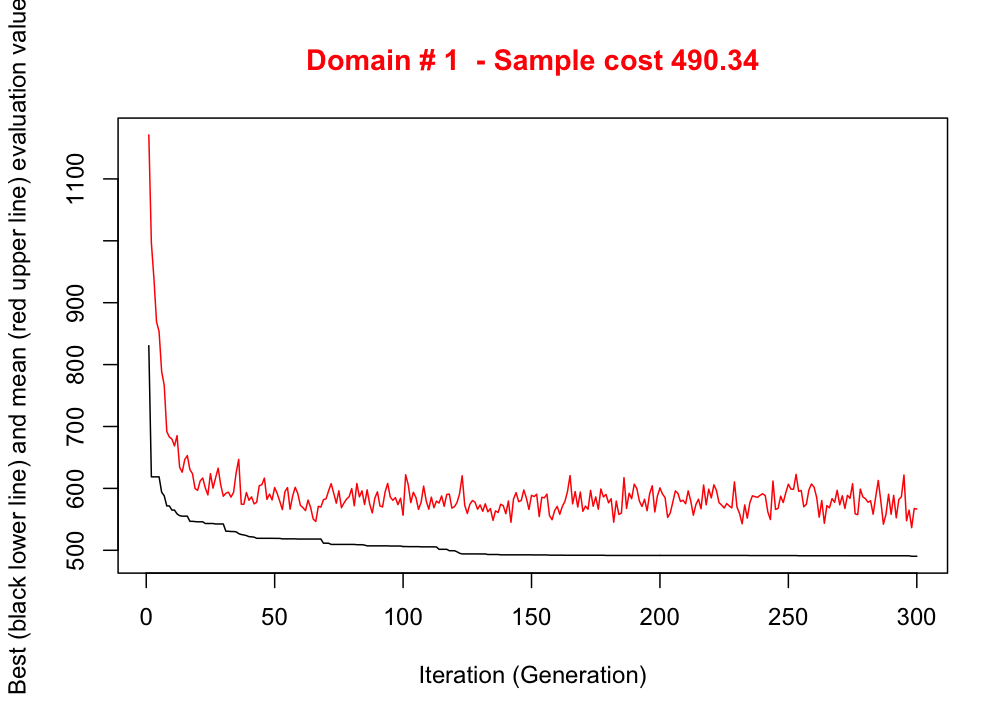 Domain # 1  - Sample cost 490.34
Best (black lower line) and mean (red upper line) evaluation value
1100
900
800
700
600
500
0 50 100 150 200 250 300
Iteration (Generation)